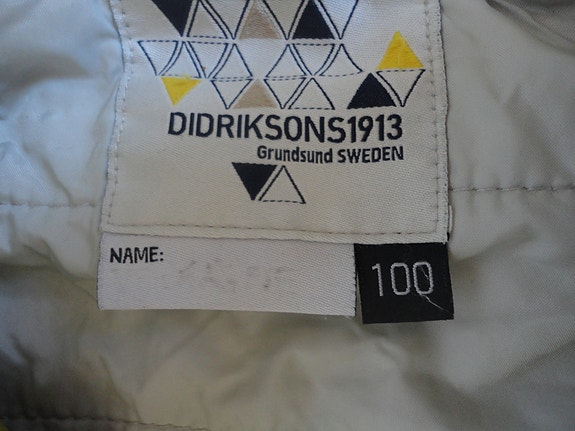 DIDRIKSONS1913
Grundsund SWEDEN
NAME:
100